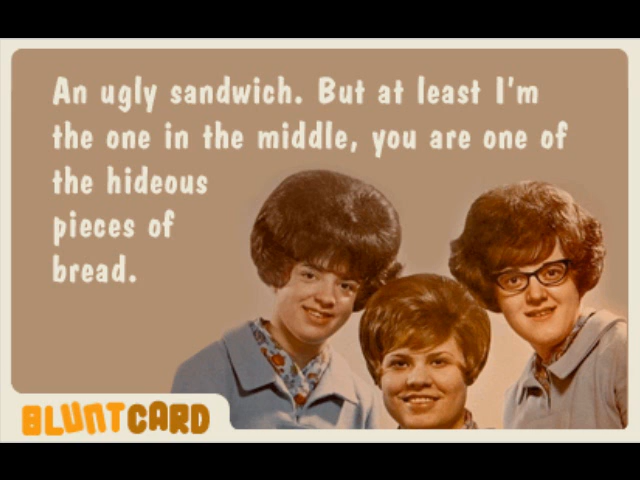 An ugly sandwich. But at least I'm
the one in the middle, you are one of
the hideous
pieces of
bread.
BLUNTCARD